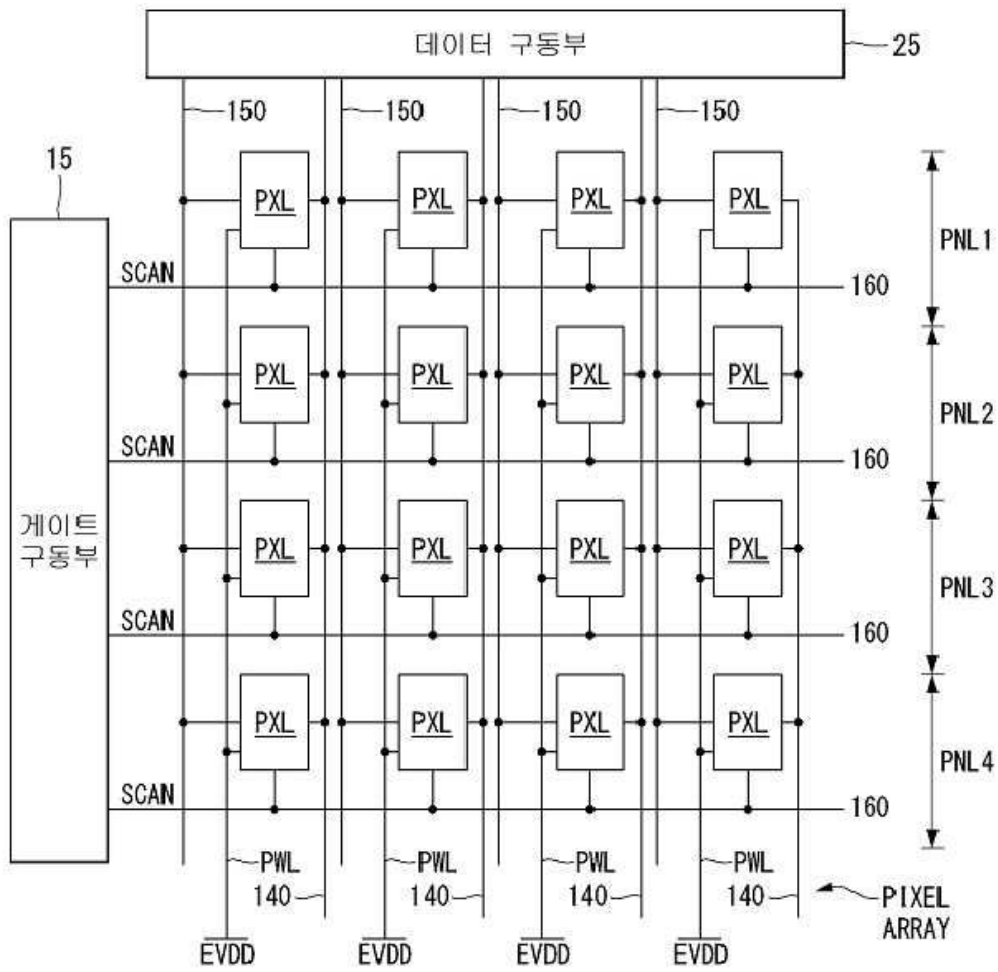 데이터 구동부
25
150 150 150 150
15
PXL PXL PXL PXL
PNL1
SCAN
160
PXL PXL PXL PXL
PNL2
SCAN
160
게이트
구동부
PXL PXL PXL PXL
PNL3
SCAN
160
PXL PXL PXL PXL
PNL4
SCAN
160
PWL PWL PWL PWL
140 140 140 140
PIXEL
ARRAY
EVDD EVDD EVDD EVDD